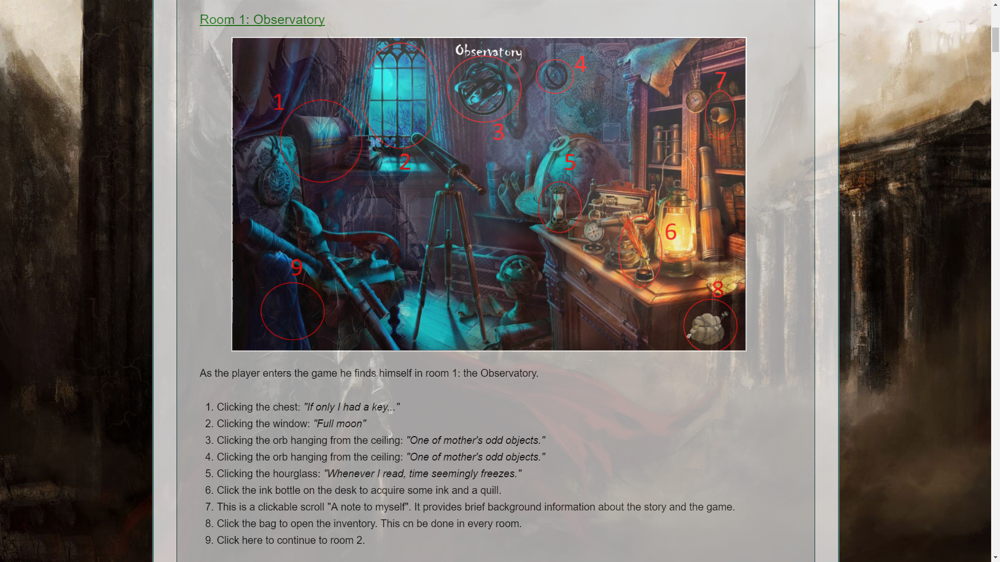 Room 1: Observatory
Observatory
1
2
3
4
5
6
7
8
9
As the player enters the game he finds himself in room 1: the Observatory.
1. Clicking the chest: "If only I had a key..."
2. Clicking the window: "Full moon"
3. Clicking the orb hanging from the ceiling: "One of mother's odd objects."
4. Clicking the orb hanging from the ceiling: "One of mother's odd objects."
5. Clicking the hourglass: "Whenever I read, time seemingly freezes."
6. Click the ink bottle on the desk to acquire some ink and a quill.
7. This is a clickable scroll "A note to myself". It provides brief background information about the story and the game.
8. Click the bag to open the inventory. This cn be done in every room.
9. Click here to continue to room 2.